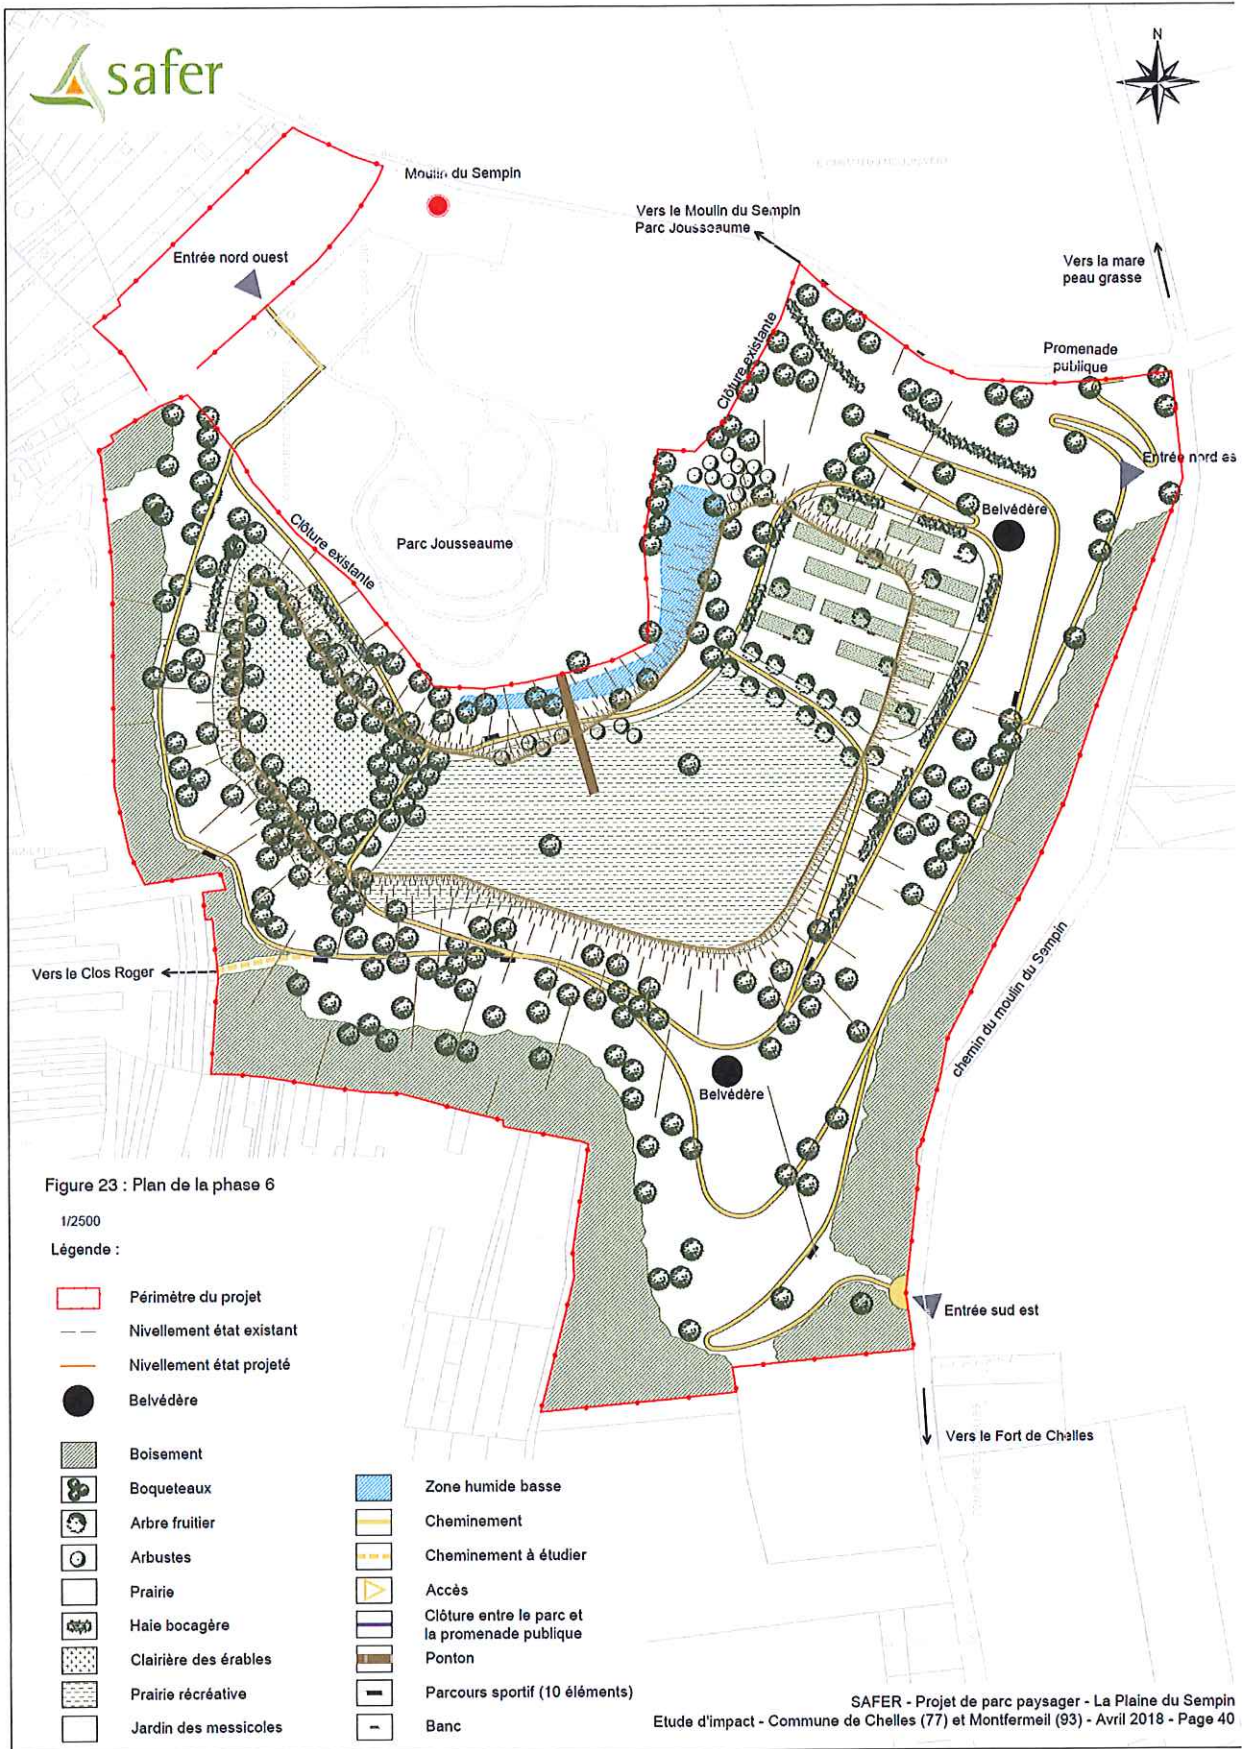 safer
N
Moulin du Sempin
Vers le Moulin du Sempin
Parc Jousseaume
Entrée nord ouest
Vers la mare
peau grasse
Clôture existante
Promenade
publique
Entrée nord es
Belvédère
Clôture existante
Parc Jousseaume
Vers le Clos Roger
chemin du moulin du Sempin
Belvédère
Figure 23 : Plan de la phase 6
1/2500
Légende :
Périmètre du projet
Nivellement état existant
Nivellement état projeté
Belvédère
Boisement
Boqueteaux
Arbre fruitier
Arbustes
Prairie
Haie bocagère
Clairière des érables
Prairie récréative
Jardin des messicoles
Zone humide basse
Cheminement
Cheminement à étudier
Accès
Clôture entre le parc et
la promenade publique
Ponton
Parcours sportif (10 éléments)
Banc
Entrée sud est
Vers le Fort de Chelles
SAFER - Projet de parc paysager - La Plaine du Sempin
Etude d'impact - Commune de Chelles (77) et Montfermeil (93) - Avril 2018 - Page 40